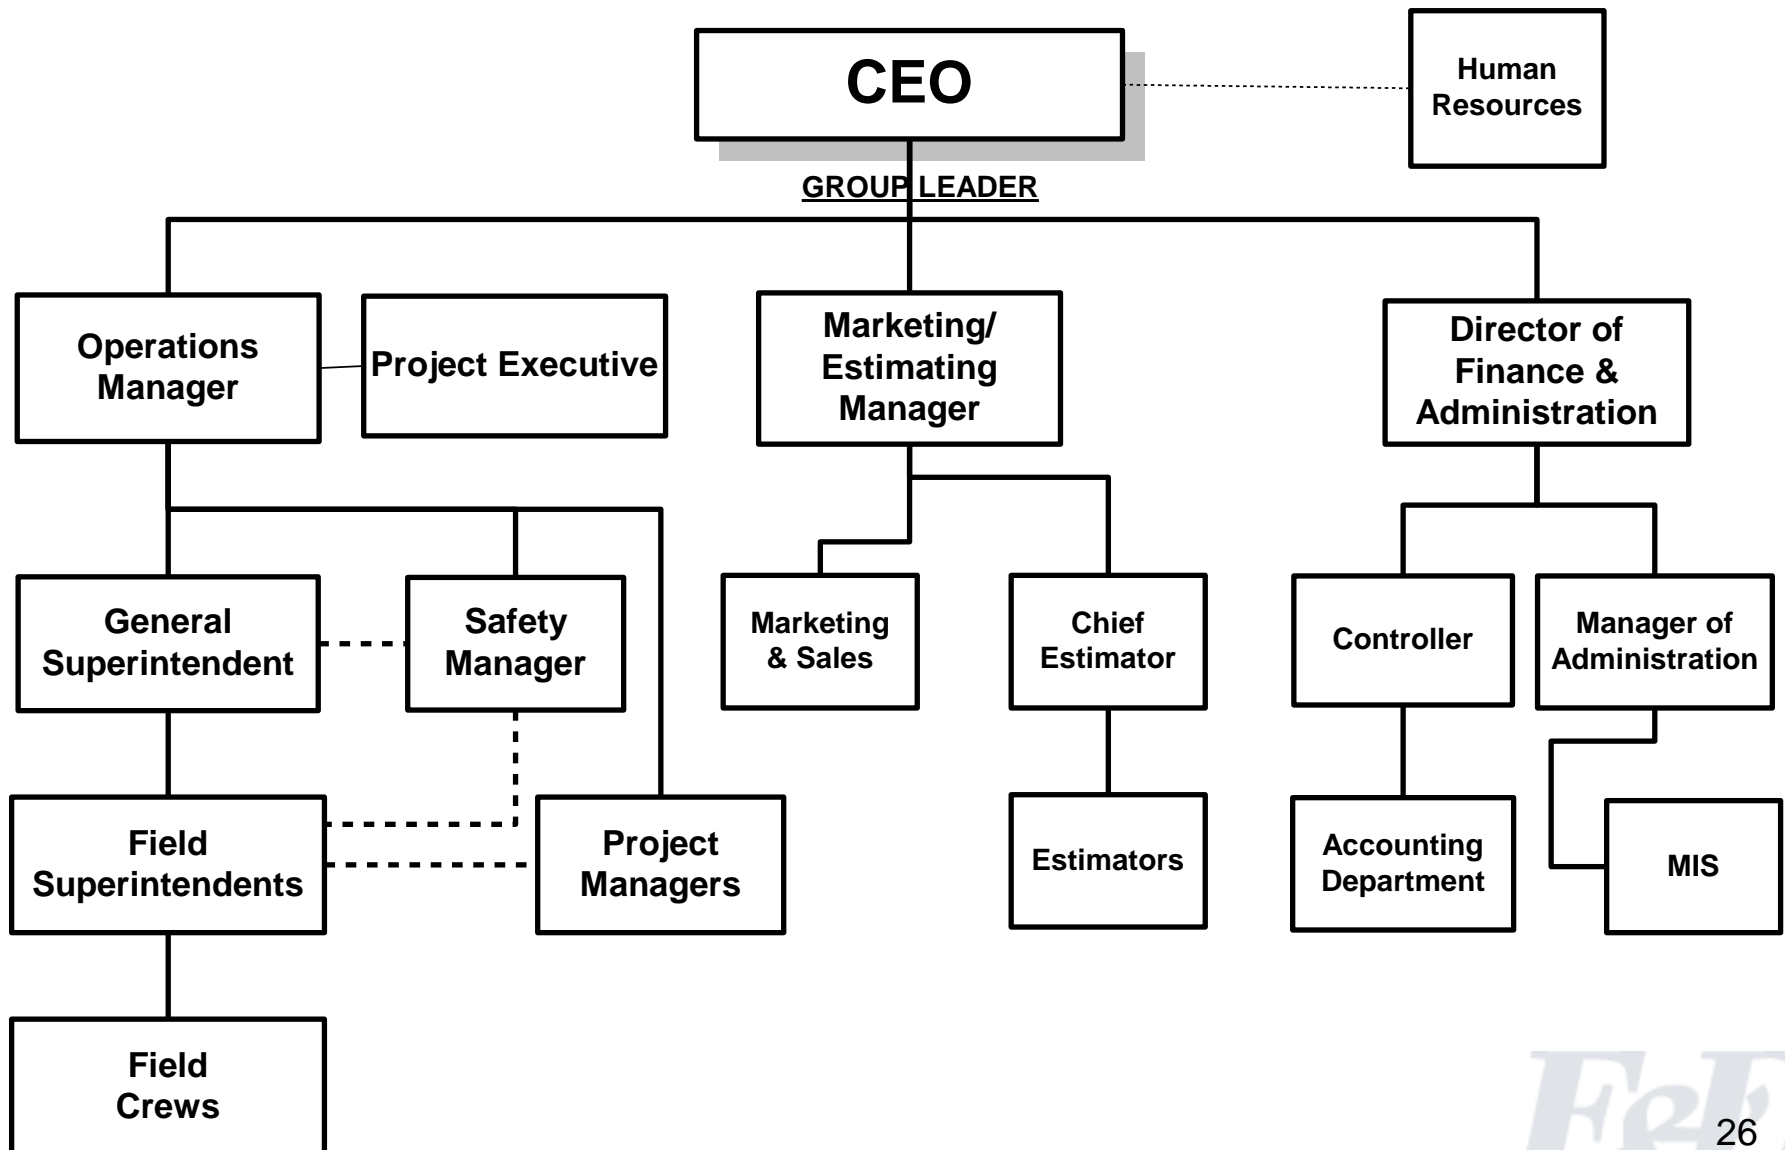 CEO
Human
Resources
GROUP LEADER
Operations
Manager
Project Executive
Marketing/
Estimating
Manager
Director of
Finance &
Administration
General
Superintendent
Safety
Manager
Marketing
& Sales
Chief
Estimator
Controller
Manager of
Administration
Field
Superintendents
Project
Managers
Estimators
Accounting
Department
MIS
Field
Crews
26